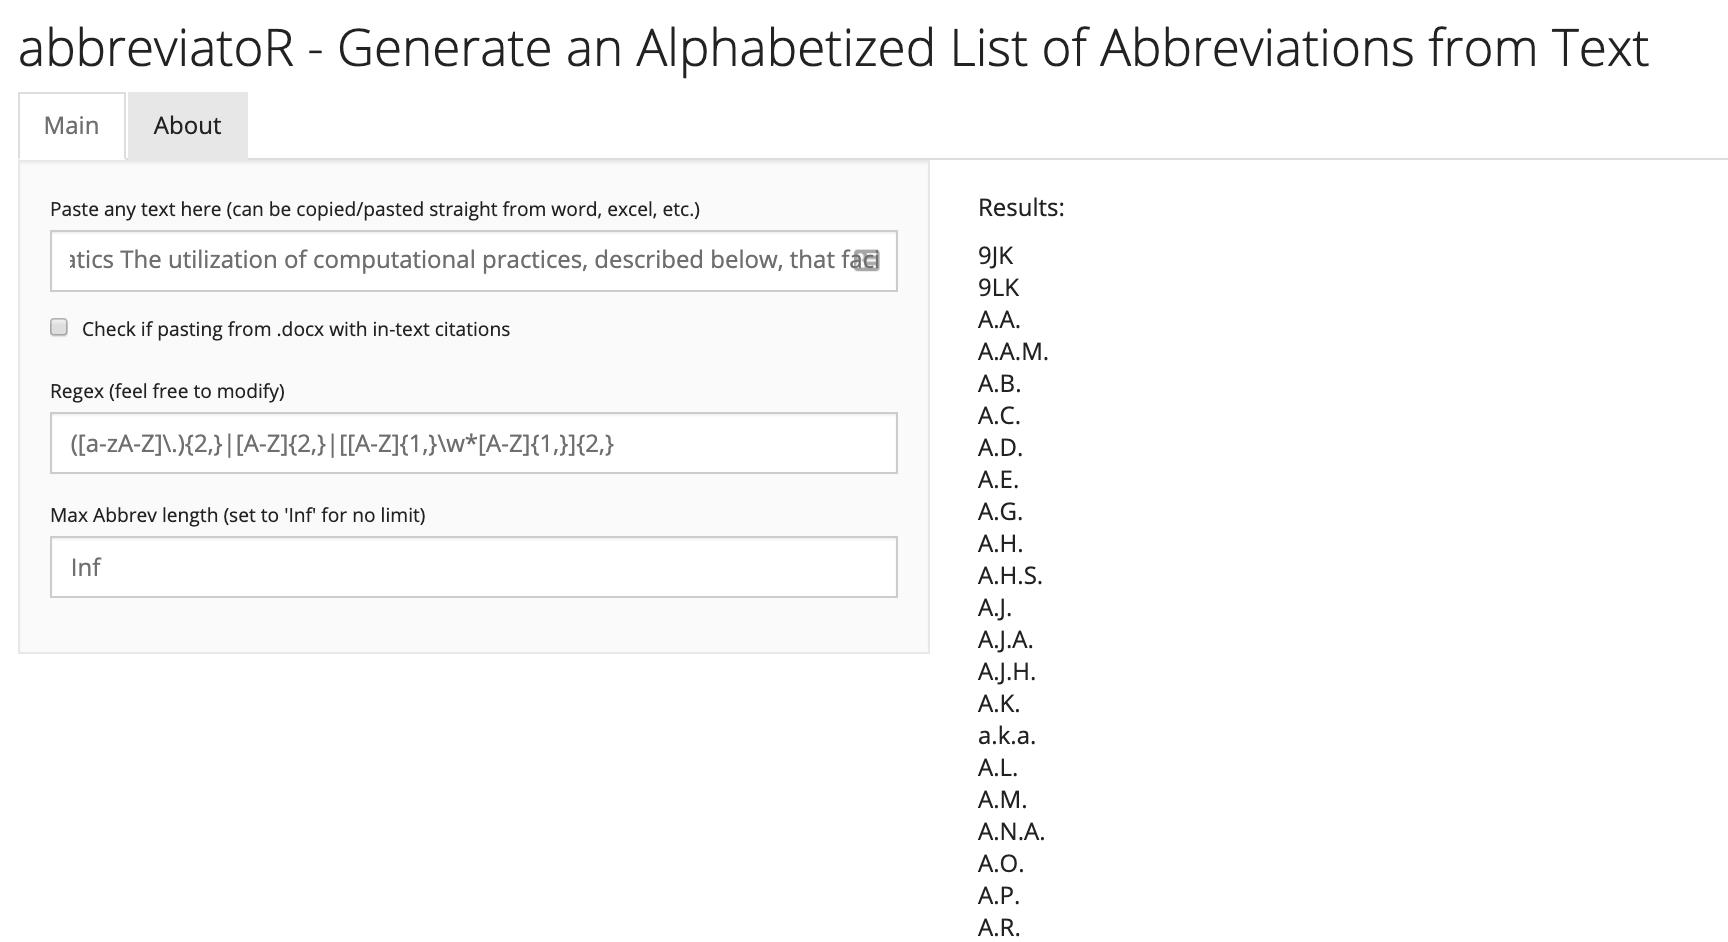 abbreviatoR - Generate an Alphabetized List of Abbreviations from Text
Main
About
Paste any text here (can be copied/pasted straight from word, excel, etc.)
atics The utilization of computational practices, described below, that faci
Check if pasting from .docx with in-text citations
Regex (feel free to modify)
([a-zA-Z]\.){2,}|[A-Z]{2,}|[[A-Z]{1,}\w*[A-Z]{1,}]{2,}
Max Abbrev length (set to 'Inf' for no limit)
Inf
Results:
9JK
9LK
A.A.
A.A.M.
A.B.
A.C.
A.D.
A.E.
A.G.
A.H.
A.H.S.
A.J.
A.J.A.
A.J.H.
A.K.
a.k.a.
A.L.
A.M.
A.N.A.
A.O.
A.P.
A.R.